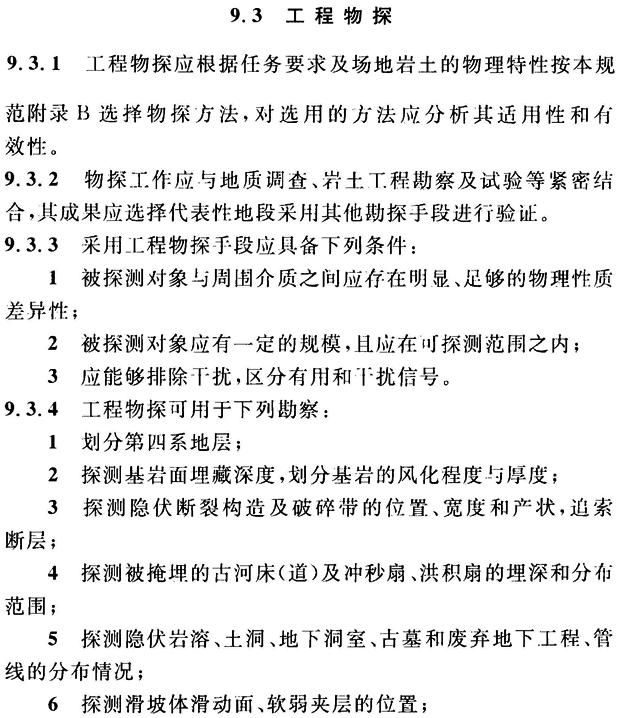 9.3 工程物探
9.3.1 工程物探应根据任务要求及场地岩土的物理特性按本规
范附录 B 选择物探方法,对选用的方法应分析其适用性和有
效性。
9.3.2 物探工作应与地质调查、岩土工程勘察及试验等紧密结
合,其成果应选择代表性地段采用其他勘探手段进行验证。
9.3.3 采用工程物探手段应具备下列条件:
1 被探测对象与周围介质之间应存在明显、足够的物理性质
差异性;
2 被探测对象应有一定的规模,且应在可探测范围之内;
3 应能够排除干扰,区分有用和干扰信号。
9.3.4 工程物探可用于下列勘察:
1 划分第四系地层;
2 探测基岩面埋藏深度,划分基岩的风化程度与厚度;
3 探测隐伏断裂构造及破碎带的位置、宽度和产状,追索
断层;
4 探测被掩埋的古河床(道)及冲秒扇、洪积扇的埋深和分布
范围;
5 探测隐伏岩溶、土洞、地下洞室、古墓和废弃地下工程、管
线的分布情况;
6 探测滑坡体滑动面、软弱夹层的位置;